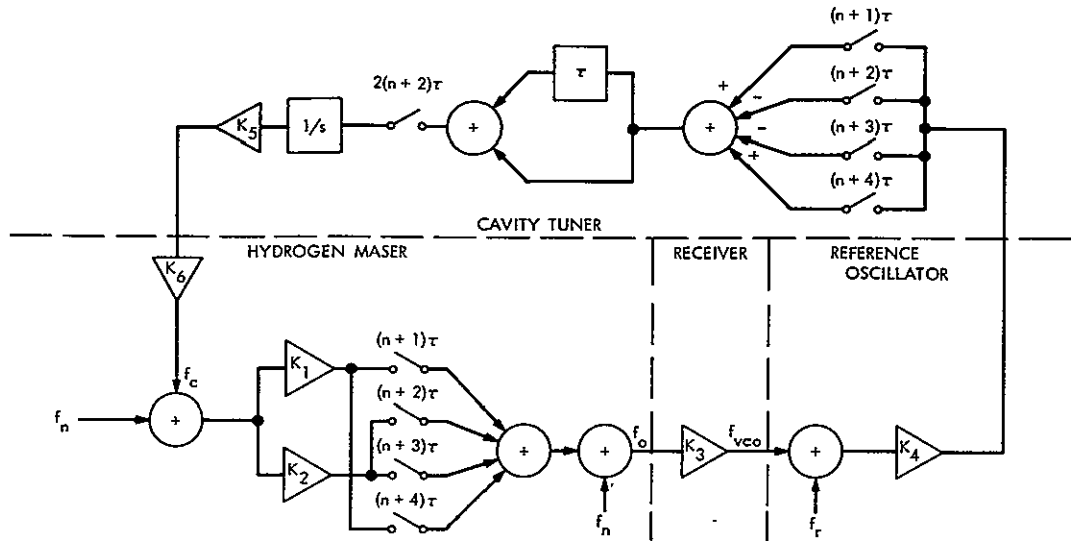 (n + 1)τ
(n + 2)τ
(n + 3)τ
(n + 4)τ
+
-
-
+
+
τ
+
2(n + 2)τ
1/s
K5
CAVITY TUNER
HYDROGEN MASER
RECEIVER
REFERENCE
OSCILLATOR
K6
fc
fn
+
K1
K2
(n + 1)τ
(n + 2)τ
(n + 3)τ
(n + 4)τ
+
+
fn
fo
K3
fvco
+
fr
K4